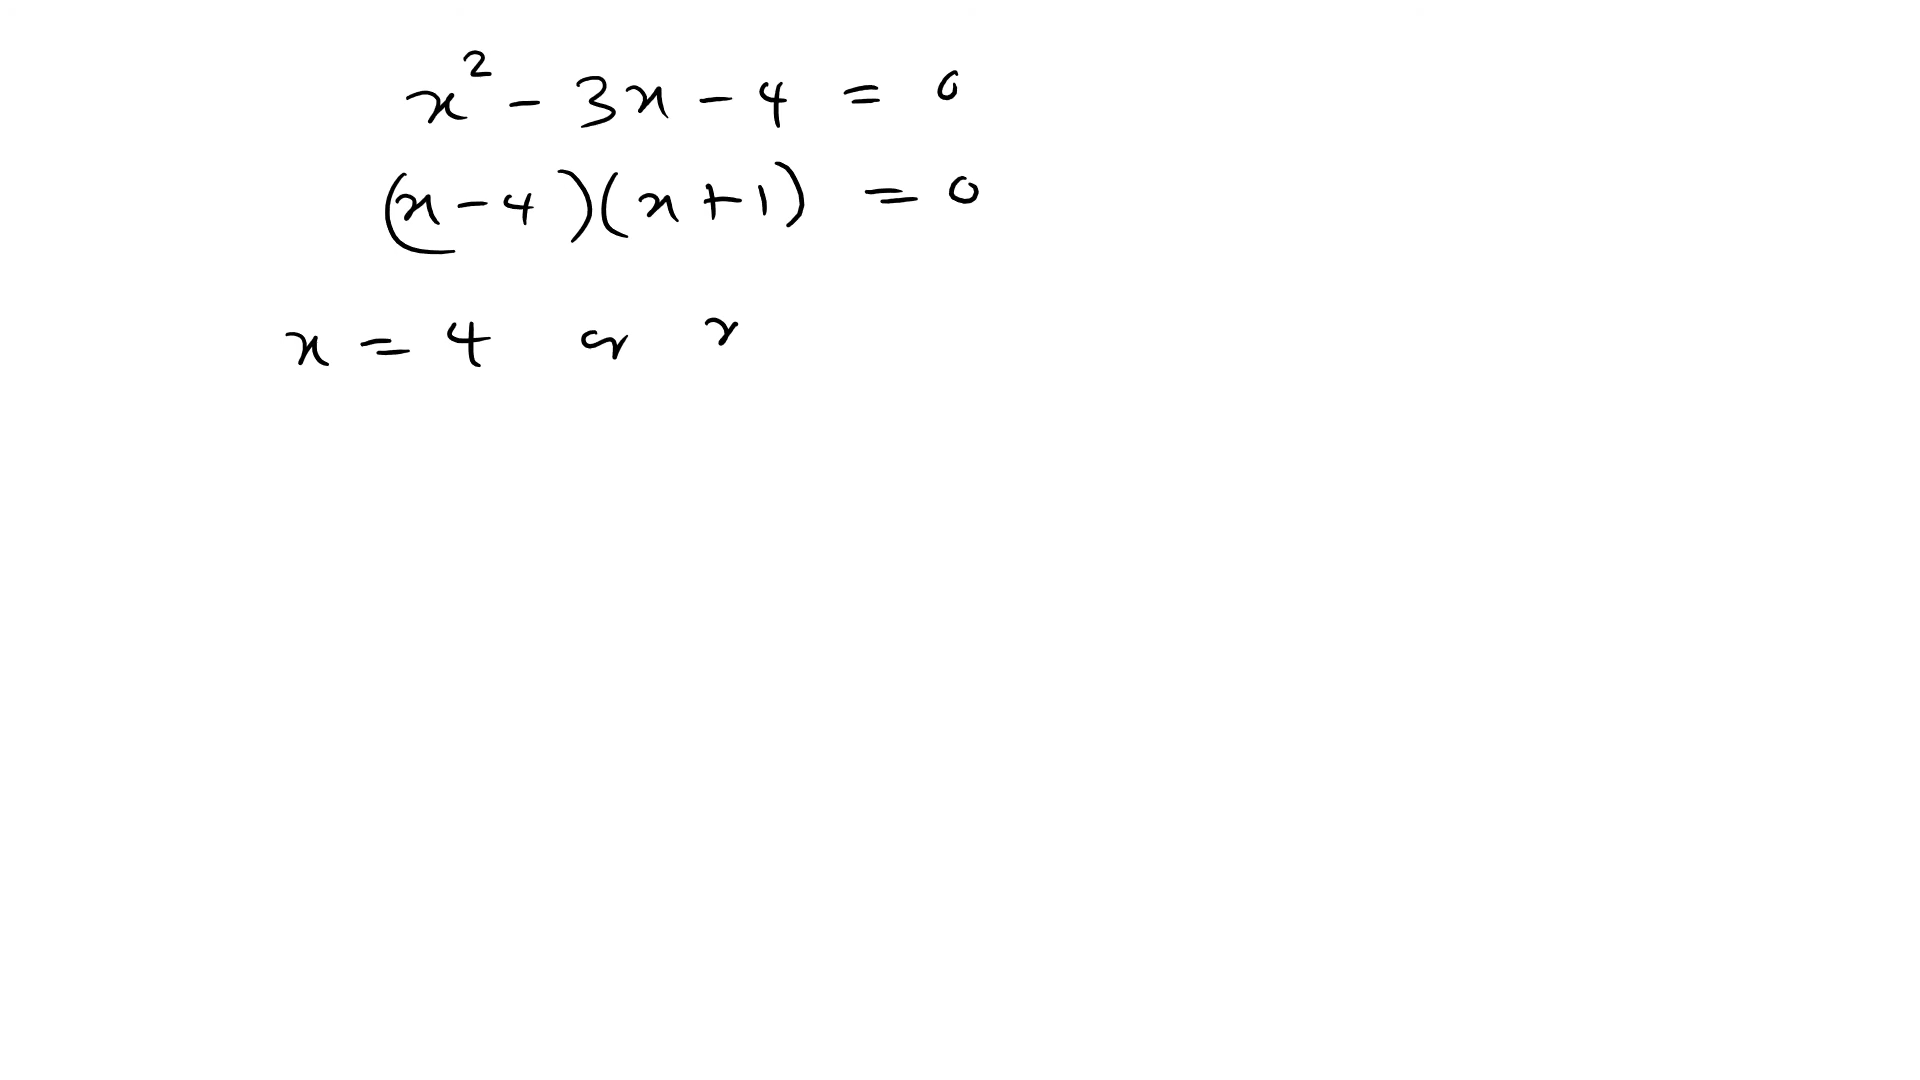 x² - 3x - 4 = 0
(x - 4)(x + 1) = 0
x = 4 or x